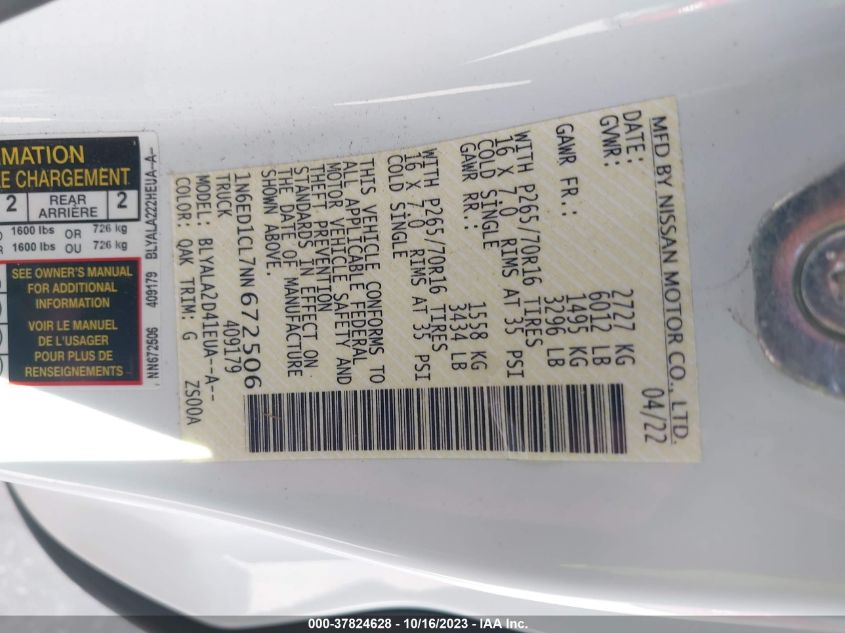 MFD BY NISSAN MOTOR CO., LTD.
DATE: 04/22
GVWR: 2727 KG
6012 LB
GAWR FR.: 1495 KG
3296 LB
WITH P265/70R16 TIRES
16 X 7.0 RIMS AT 35 PSI
COLD SINGLE
GAWR RR.: 1558 KG
3434 LB
WITH P265/70R16 TIRES
16 X 7.0 RIMS AT 35 PSI
COLD SINGLE
THIS VEHICLE CONFORMS TO
ALL APPLICABLE FEDERAL
MOTOR VEHICLE SAFETY AND
THEFT PREVENTION
STANDARDS IN EFFECT ON
THE DATE OF MANUFACTURE
SHOWN ABOVE.
1N6ED1CL7NN672506
TRUCK 409179
MODEL: BLYALA2D41EUA--A--
COLOR: QAK TRIM: G ZS00A
RMATION
E CHARGEMENT
2 REAR 2
ARRIÈRE
1600 lbs OR 726 kg
R 1600 lbs OU 726 kg
SEE OWNER'S MANUAL
FOR ADDITIONAL
INFORMATION
VOIR LE MANUEL
DE L'USAGER
POUR PLUS DE
RENSEIGNEMENTS
NN672506 409179 BLYALA222HEUA-A-
000-37824628 - 10/16/2023 - IAA Inc.